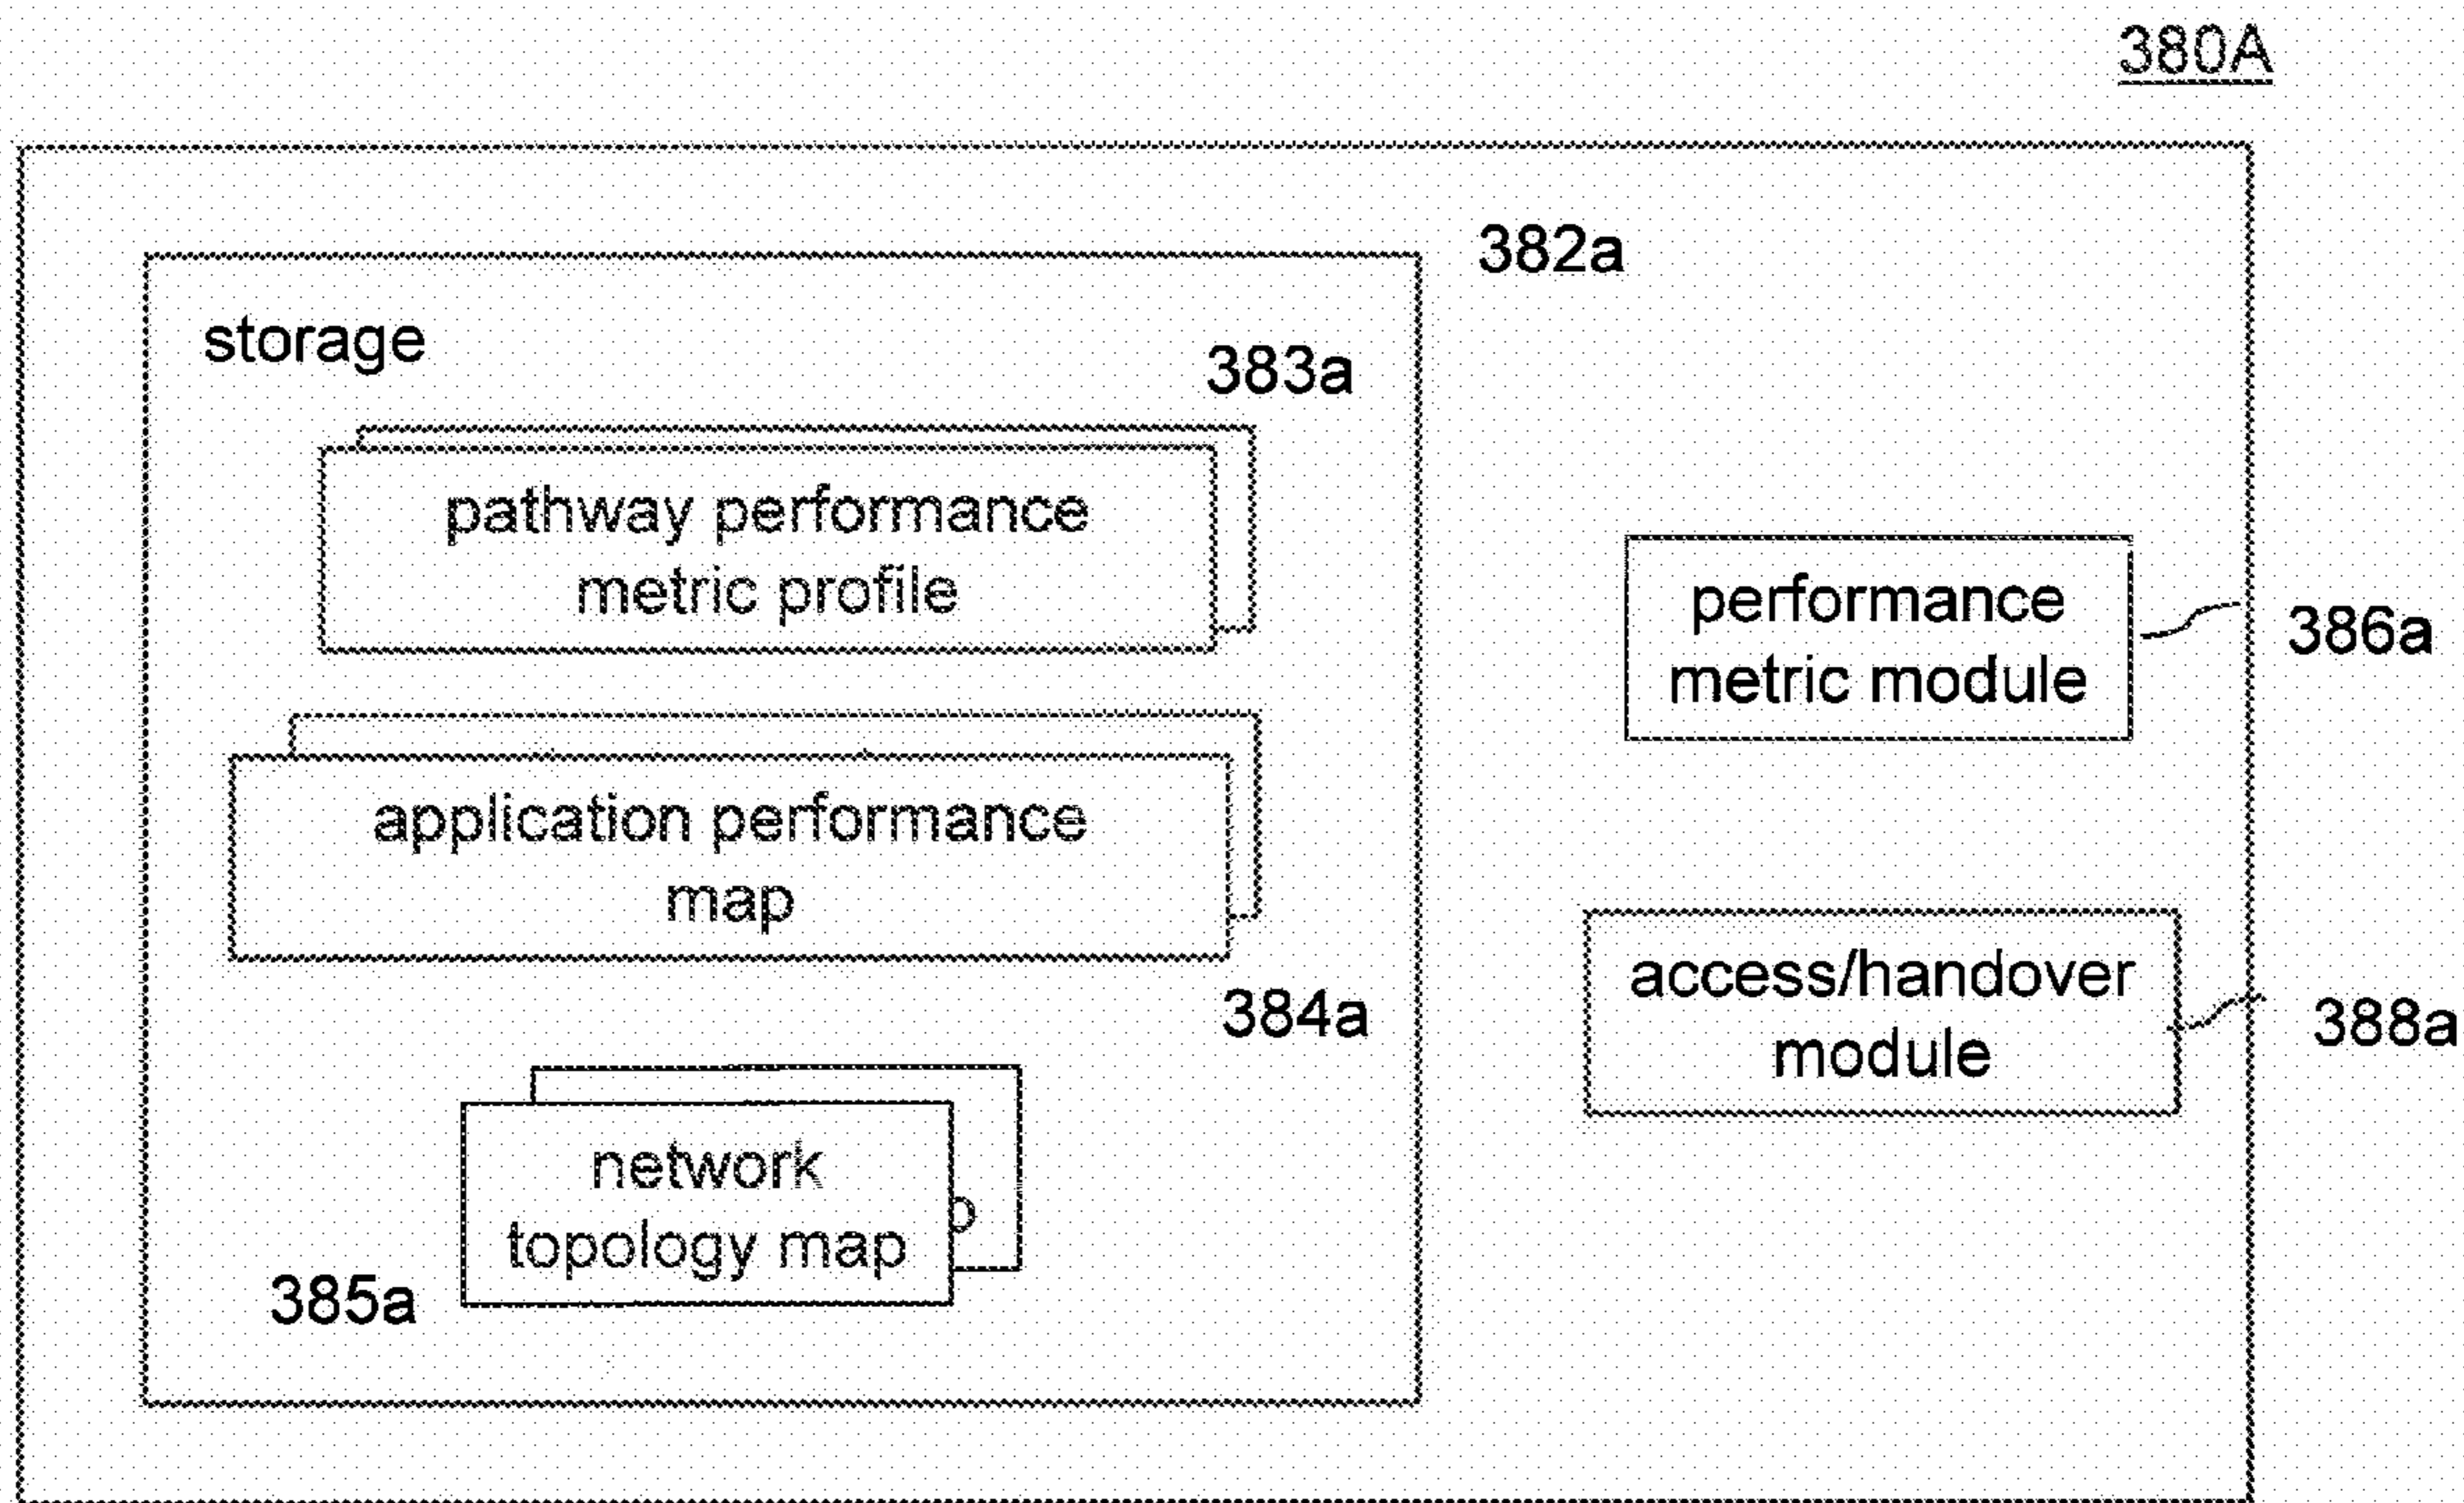 380A
382a
storage
383a
pathway performance
metric profile
performance
metric module
386a
application performance
map
384a
access/handover
module
388a
network
topology map
385a